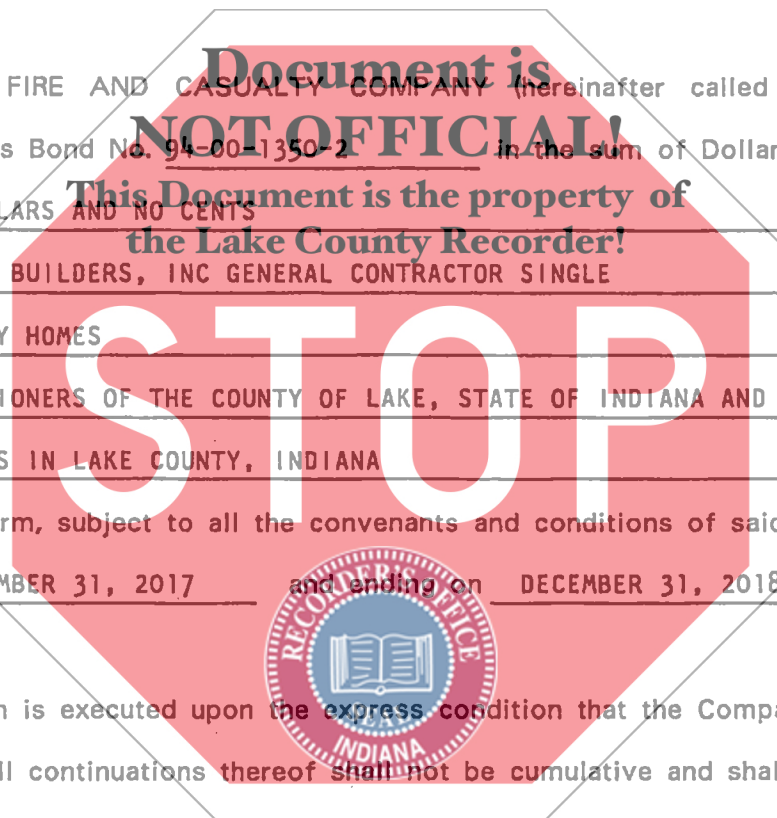 Document is
FIRE AND CASUALTY COMPANY (hereinafter called
NOT OFFICIAL!
s Bond No. 94-00-1350-2 in the sum of Dollar
This Document is the property of
LARS AND NO CENTS
the Lake County Recorder!
BUILDERS, INC GENERAL CONTRACTOR SINGLE
Y HOMES
STOP
IONERS OF THE COUNTY OF LAKE, STATE OF INDIANA AND
S IN LAKE COUNTY, INDIANA
rm, subject to all the convenants and conditions of said
MBER 31, 2017 and ending on DECEMBER 31, 2018
RECORDER'S OFFICE
SEAL
INDIANA
n is executed upon the express condition that the Compa
ll continuations thereof shall not be cumulative and shal